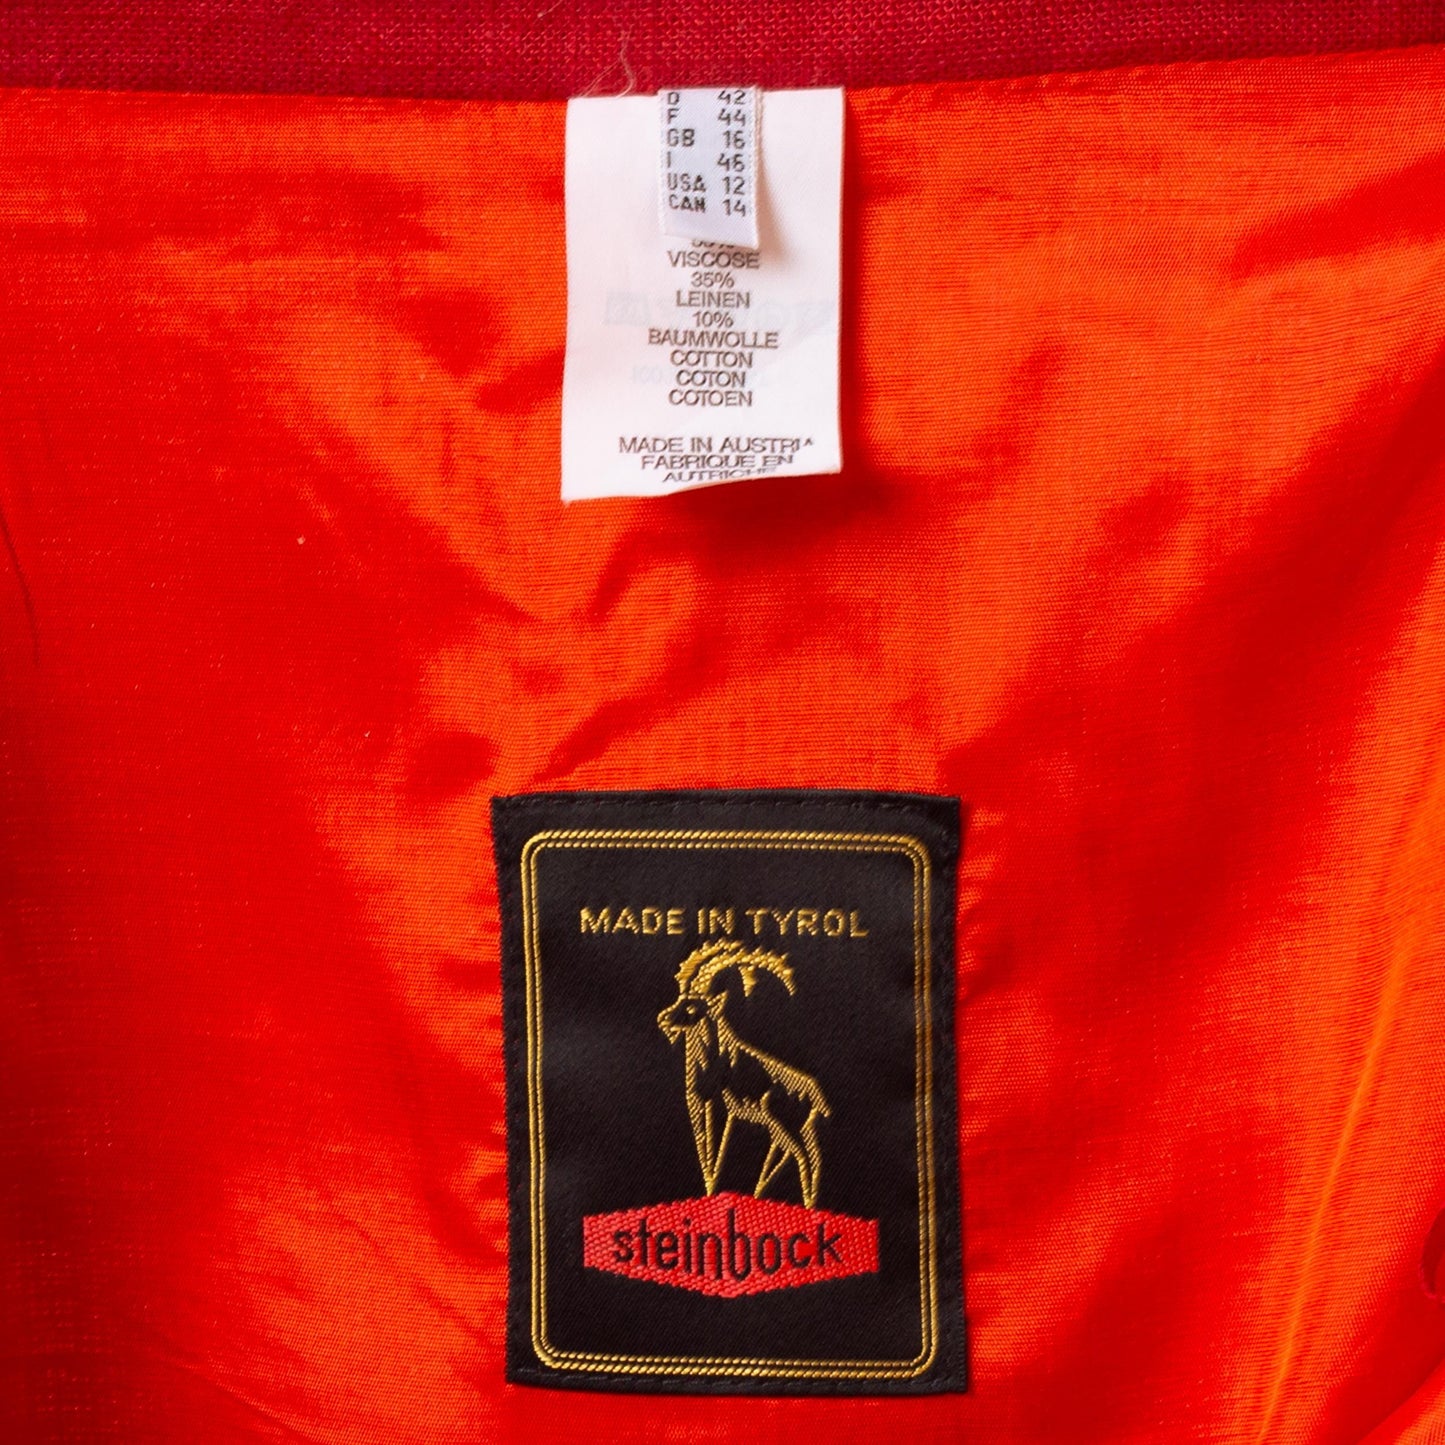 D 42
F 44
GB 16
I 46
USA 12
CAN 14
VISCOSE
35%
LEINEN
10%
BAUMWOLLE
COTTON
COTON
COTOEN
MADE IN AUSTRIA
FABRIQUE EN
AUTRICHE
MADE IN TYROL
steinbock